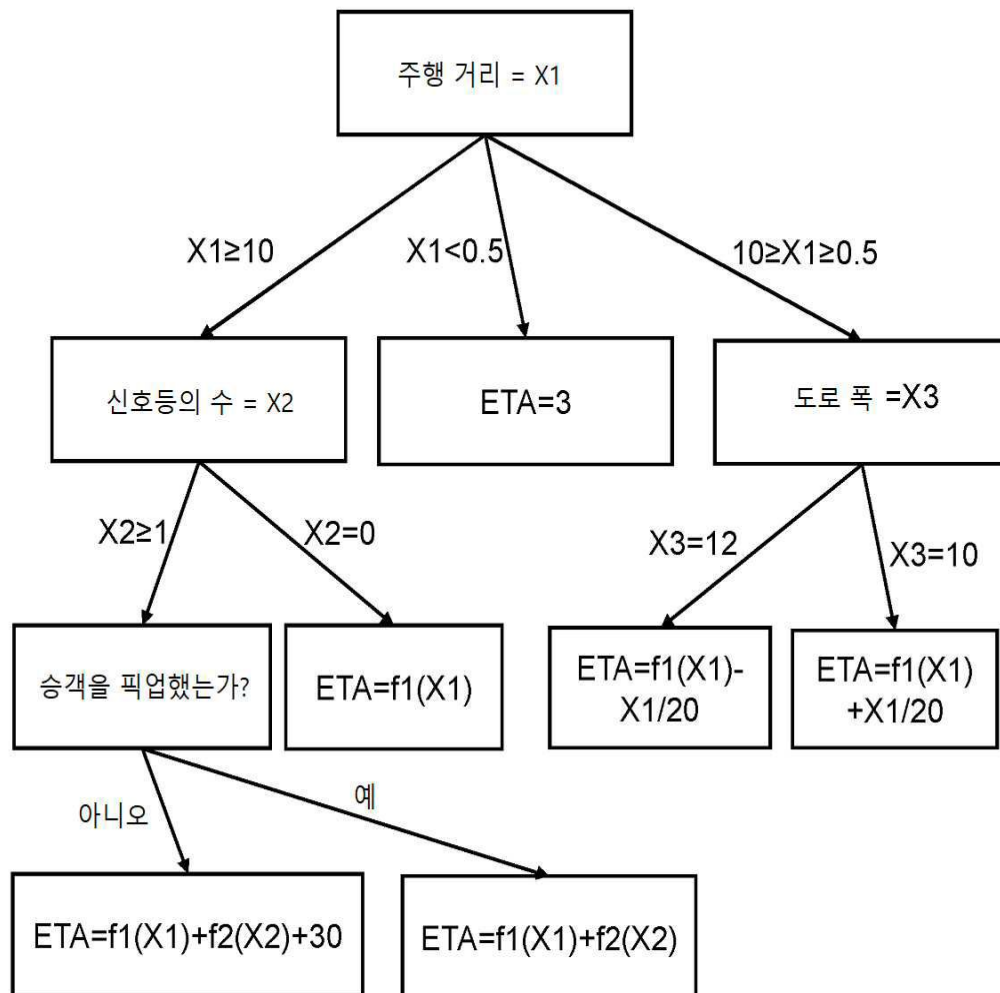 주행 거리 = X1
X1≥10
X1<0.5
10≥X1≥0.5
신호등의 수 = X2
ETA=3
도로 폭 =X3
X2≥1
X2=0
X3=12
X3=10
승객을 픽업했는가?
ETA=f1(X1)
ETA=f1(X1)-
X1/20
ETA=f1(X1)
+X1/20
아니오
예
ETA=f1(X1)+f2(X2)+30
ETA=f1(X1)+f2(X2)